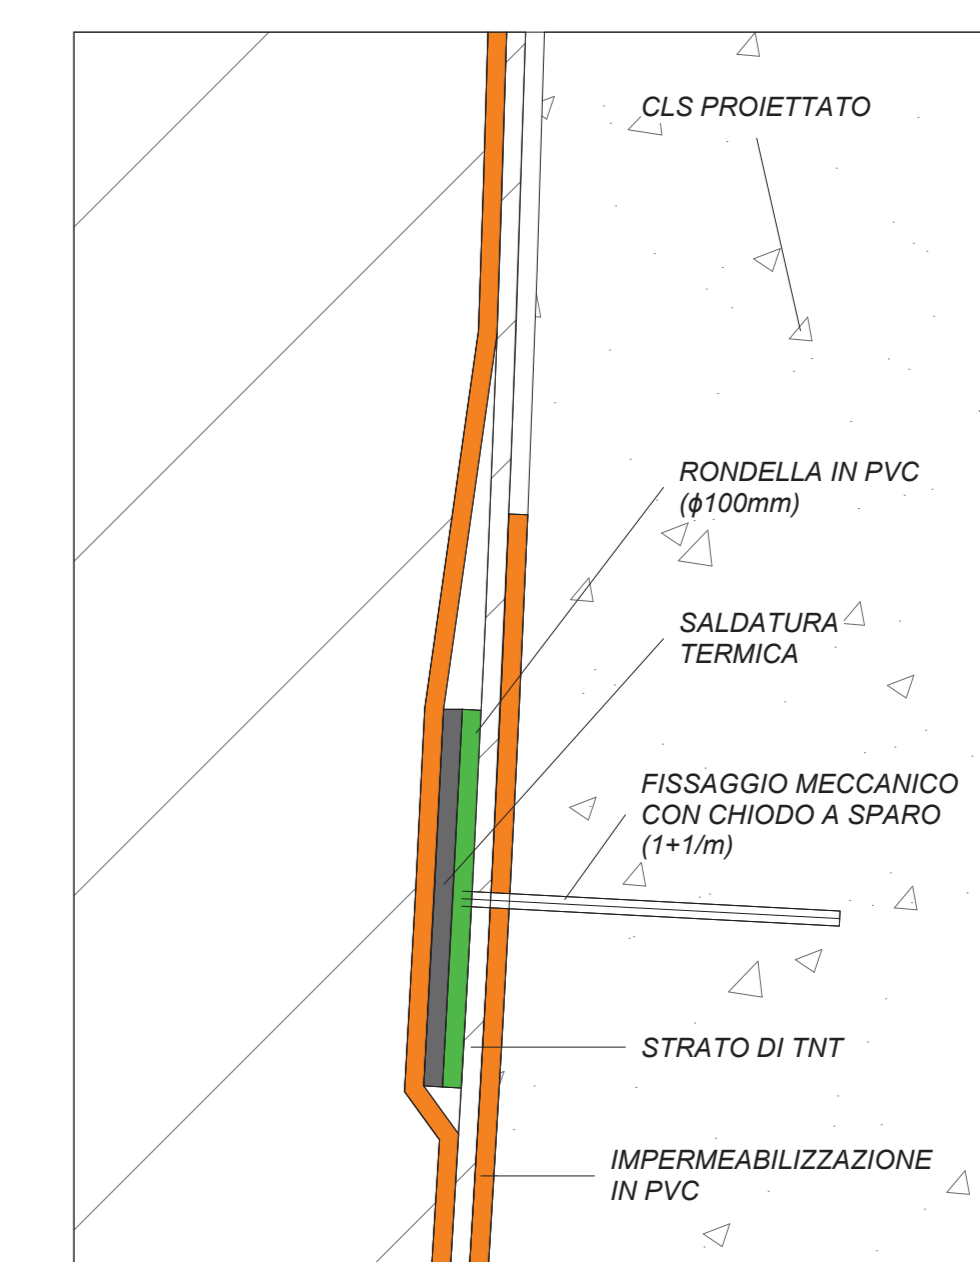 CLS PROIETTATO
RONDELLA IN PVC
(ϕ100mm)
SALDATURA
TERMICA
FISSAGGIO MECCANICO
CON CHIODO A SPARO
(1+1/m)
STRATO DI TNT
IMPERMEABILIZZAZIONE
IN PVC